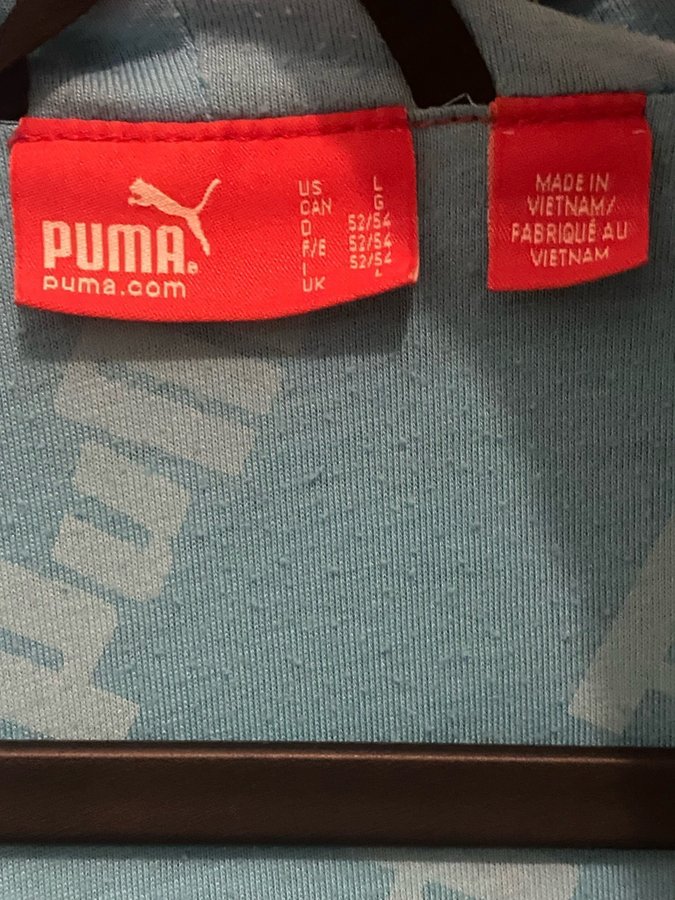 PUMA®
puma.com
US L
CAN G
D 52/54
F/E 52/54
I 52/54
UK L
MADE IN
VIETNAM/
FABRIQUÉ AU
VIETNAM